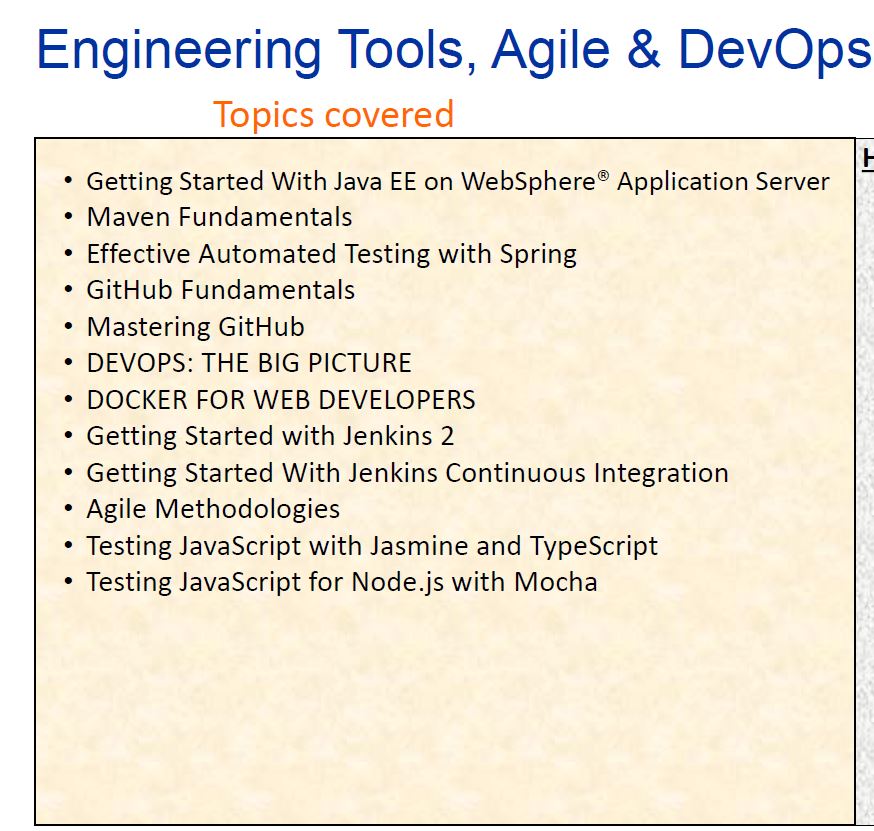 Engineering Tools, Agile & DevOps
Topics covered
• Getting Started With Java EE on WebSphere® Application Server
• Maven Fundamentals
• Effective Automated Testing with Spring
• GitHub Fundamentals
• Mastering GitHub
• DEVOPS: THE BIG PICTURE
• DOCKER FOR WEB DEVELOPERS
• Getting Started with Jenkins 2
• Getting Started With Jenkins Continuous Integration
• Agile Methodologies
• Testing JavaScript with Jasmine and TypeScript
• Testing JavaScript for Node.js with Mocha